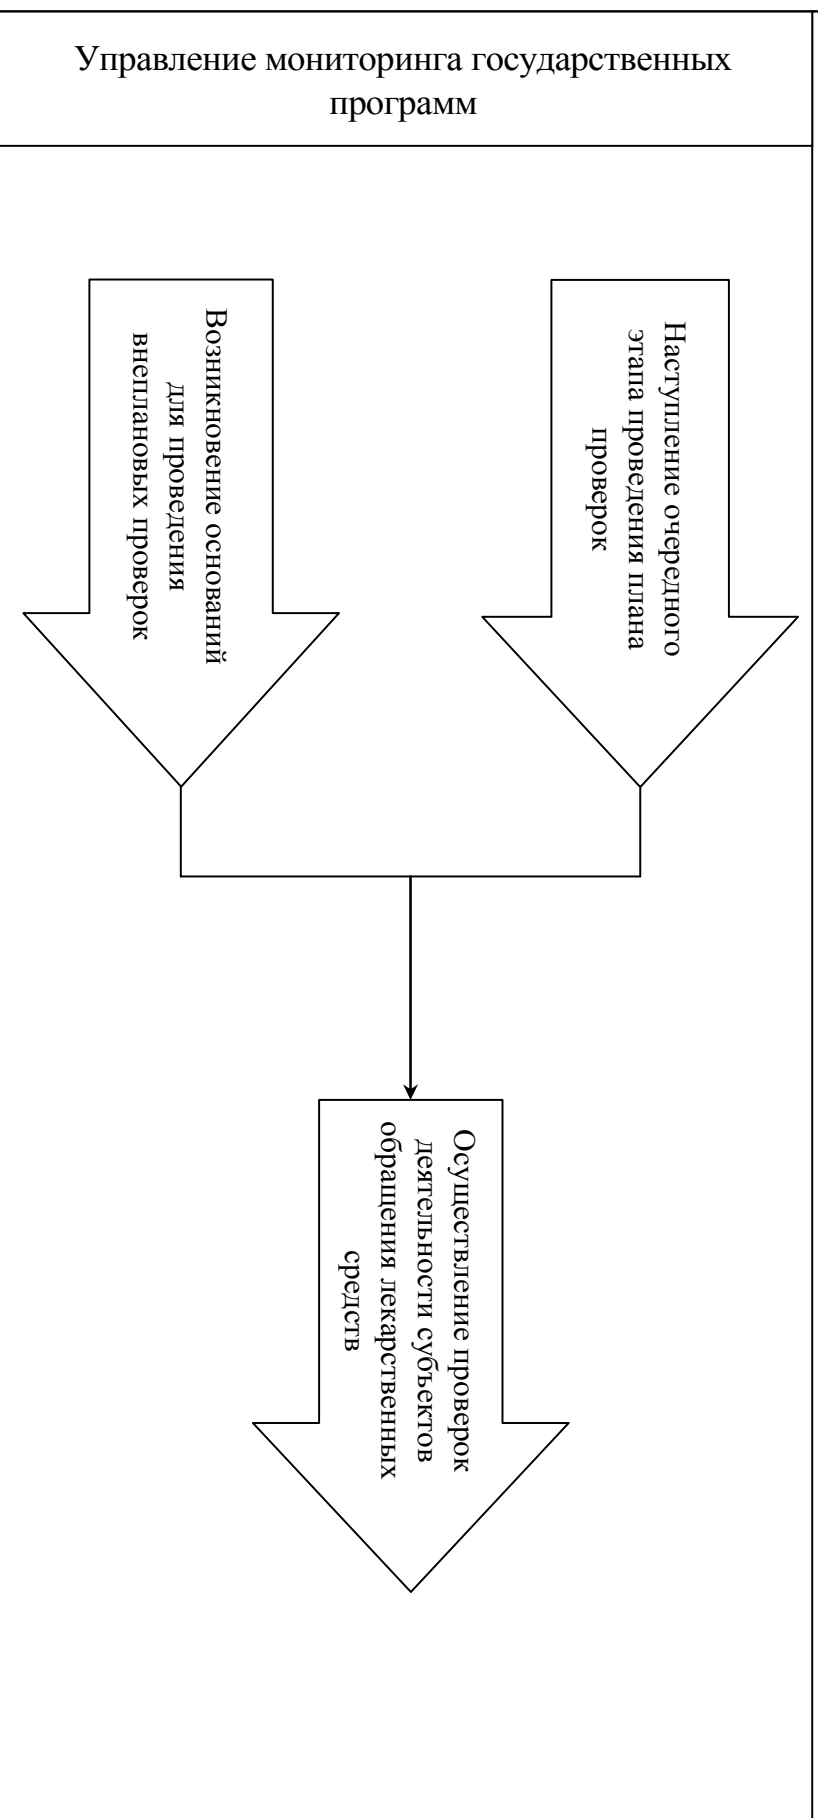 Управление мониторинга государственных
программ
Возникновение оснований
для проведения
внеплановых проверок
Наступление очередного
этапа проведения плана
проверок
Осуществление проверок
деятельности субъектов
обращения лекарственных
средств